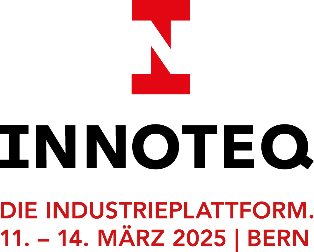 N
INNOTEQ
DIE INDUSTRIEPLATTFORM.
11. – 14. MÄRZ 2025 | BERN